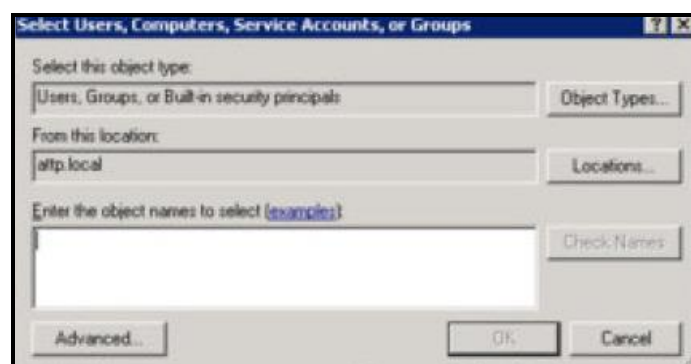 Select Users, Computers, Service Accounts, or Groups
Select this object type:
Users, Groups, or Built-in security principals
Object Types...
From this location:
attp.local
Locations...
Enter the object names to select (examples):
Check Names
Advanced...
OK
Cancel